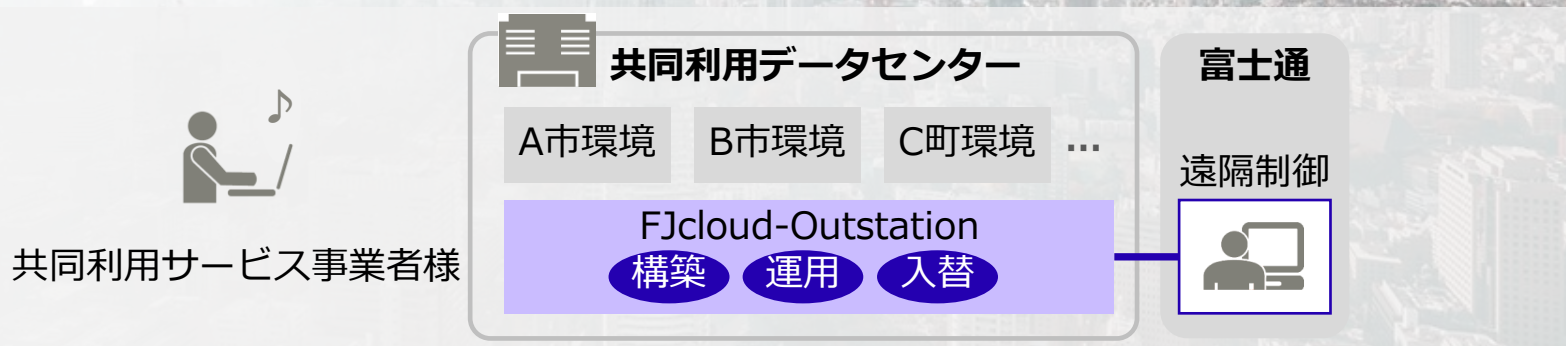 共同利用データセンター
富士通
A市環境
B市環境
C町環境
…
遠隔制御
FJcloud-Outstation
構築
運用
入替
共同利用サービス事業者様